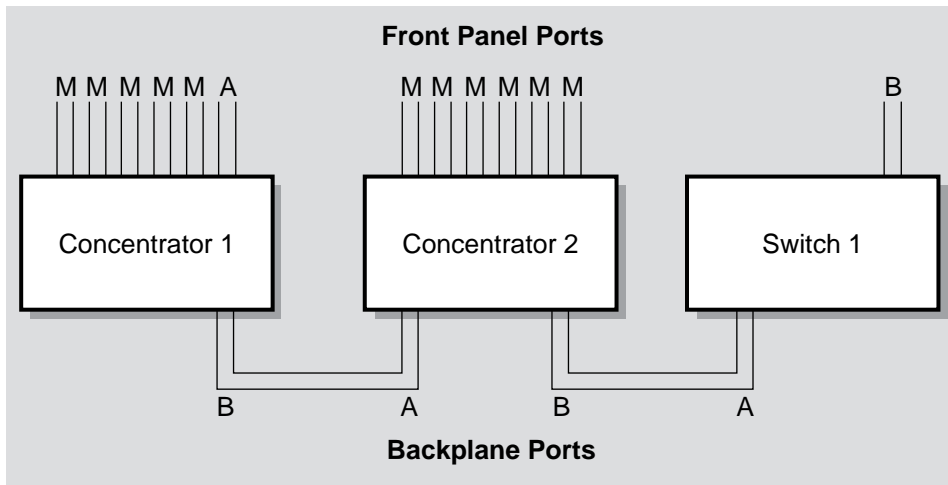 Front Panel Ports
M M M M M A M M M M M M B
Concentrator 1 Concentrator 2 Switch 1
B A B A
Backplane Ports